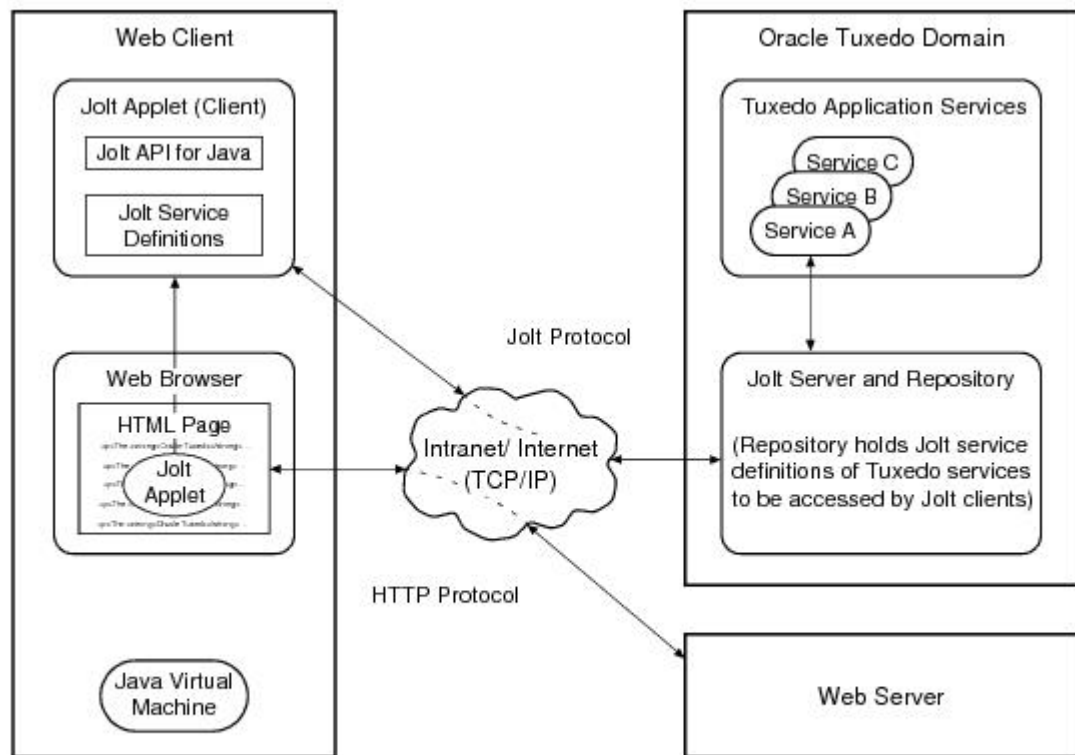 Web Client
Jolt Applet (Client)
Jolt API for Java
Jolt Service
Definitions
Web Browser
HTML Page
Jolt
Applet
Java Virtual
Machine
Jolt Protocol
Intranet/ Internet
(TCP/IP)
HTTP Protocol
Oracle Tuxedo Domain
Tuxedo Application Services
Service C
Service B
Service A
Jolt Server and Repository
(Repository holds Jolt service
definitions of Tuxedo services
to be accessed by Jolt clients)
Web Server